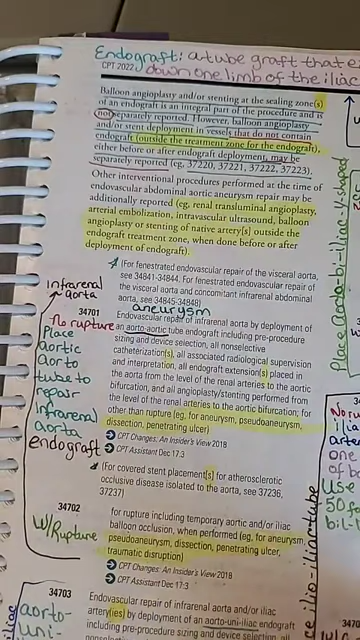 Endograft: a tube graft that
CPT 2022
down one limb of the iliac
Balloon angioplasty and/or stenting at the sealing zone(s)
of an endograft is an integral part of the procedure and is
not separately reported. However, balloon angioplasty
and/or stent deployment in vessels that do not contain
endograft (outside the treatment zone for the endograft),
either before or after endograft deployment, may be
separately reported (eg, 37220, 37221, 37222, 37223).
Other interventional procedures performed at the time of
endovascular abdominal aortic aneurysm repair may be
additionally reported (eg, renal transluminal angioplasty,
arterial embolization, intravascular ultrasound, balloon
angioplasty or stenting of native artery[s] outside the
endograft treatment zone, when done before or after
deployment of endograft).
(For fenestrated endovascular repair of the visceral aorta,
see 34841-34844. For fenestrated endovascular repair of
the visceral aorta and concomitant infrarenal abdominal
aorta, see 34845-34848)
infrarenal
aorta
aneurysm
34701
Endovascular repair of infrarenal aorta by deployment of
No rupture
an aorto-aortic tube endograft including pre-procedure
sizing and device selection, all nonselective
catheterization(s), all associated radiological supervision
and interpretation, all endograft extension(s) placed in
the aorta from the level of the renal arteries to the aortic
bifurcation, and all angioplasty/stenting performed from
the level of the renal arteries to the aortic bifurcation; for
other than rupture (eg, for aneurysm, pseudoaneurysm,
dissection, penetrating ulcer)
Place
aortic
aorto
tube to
repair
infrarenal
aorta
endograft
CPT Changes: An Insider's View 2018
CPT Assistant Dec 17:3
(For covered stent placement[s] for atherosclerotic
occlusive disease isolated to the aorta, see 37236,
37237)
34702
W/Rupture
for rupture including temporary aortic and/or iliac
balloon occlusion, when performed (eg, for aneurysm,
pseudoaneurysm, dissection, penetrating ulcer,
traumatic disruption)
CPT Changes: An Insider's View 2018
CPT Assistant Dec 17:3
34703
Endovascular repair of infrarenal aorta and/or iliac
artery(ies) by deployment of an aorto-uni-iliac endograft
including pre-procedure sizing and device selection, all
aorto-
uni-
Place aorto-bi-iliac
ilio-iliac tube